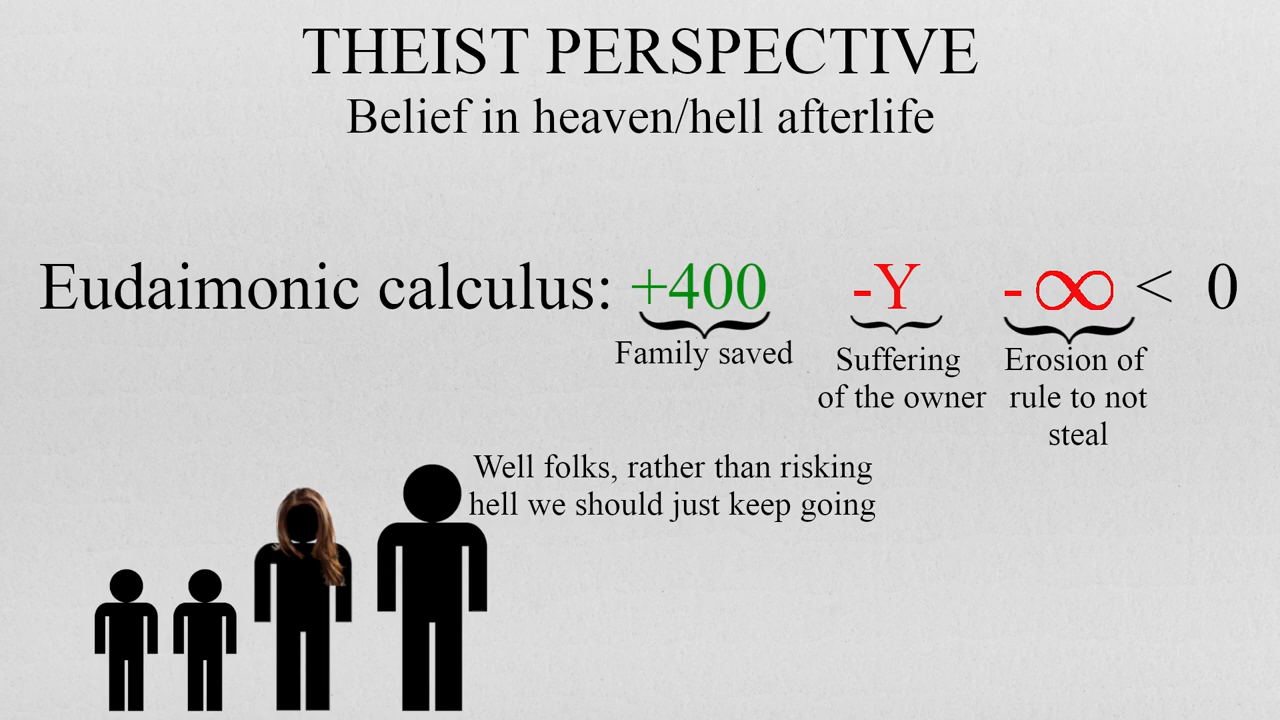 THEIST PERSPECTIVE
Belief in heaven/hell afterlife
Eudaimonic calculus: +400 -Y -∞ < 0
Family saved
Suffering
of the owner
Erosion of
rule to not
steal
Well folks, rather than risking
hell we should just keep going